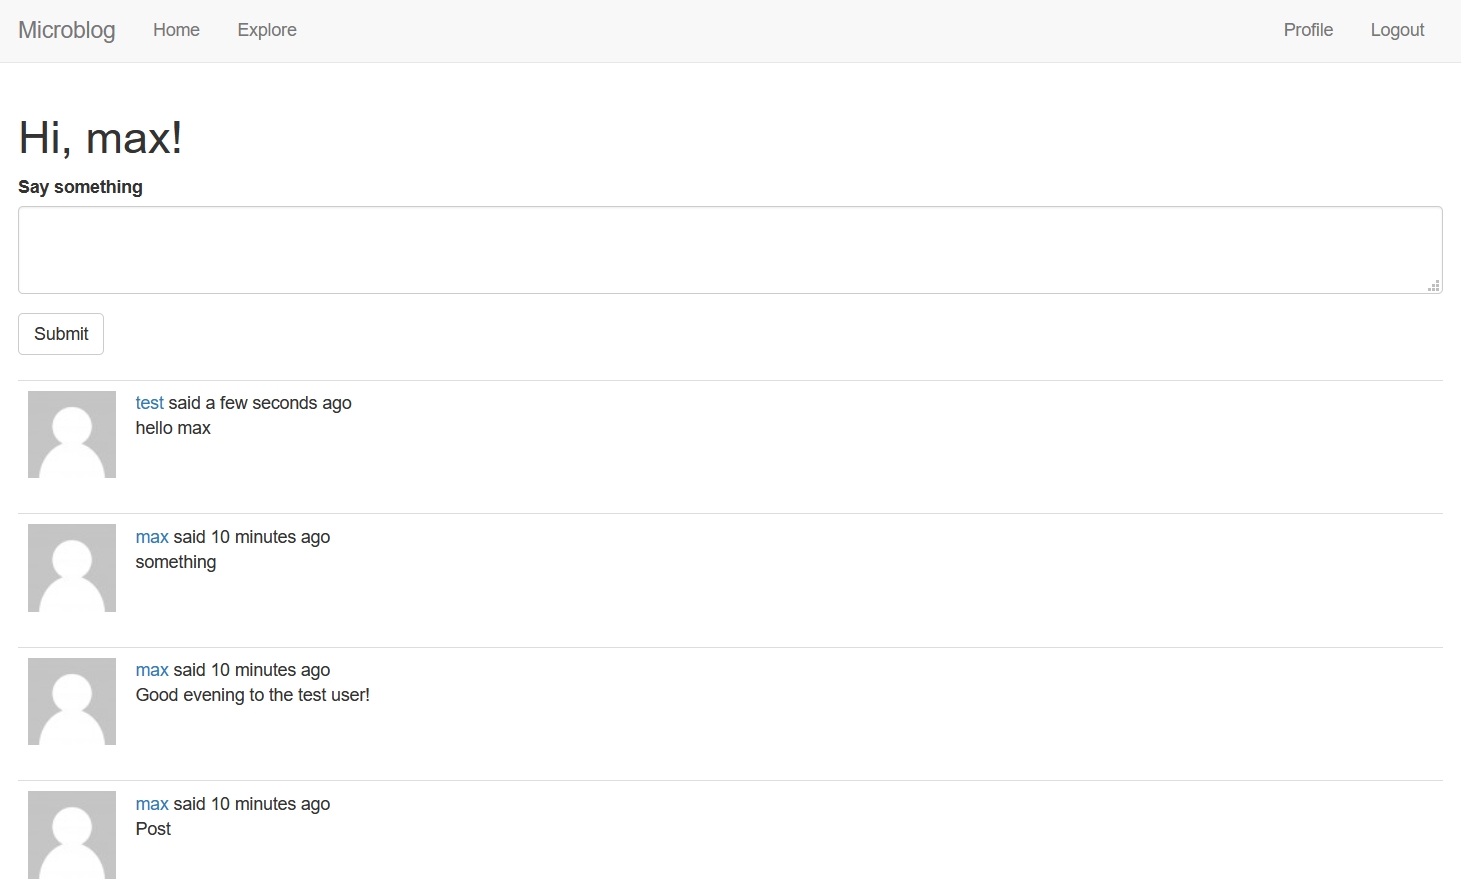 Microblog Home Explore Profile Logout
Hi, max!
Say something
Submit
test said a few seconds ago
hello max
max said 10 minutes ago
something
max said 10 minutes ago
Good evening to the test user!
max said 10 minutes ago
Post